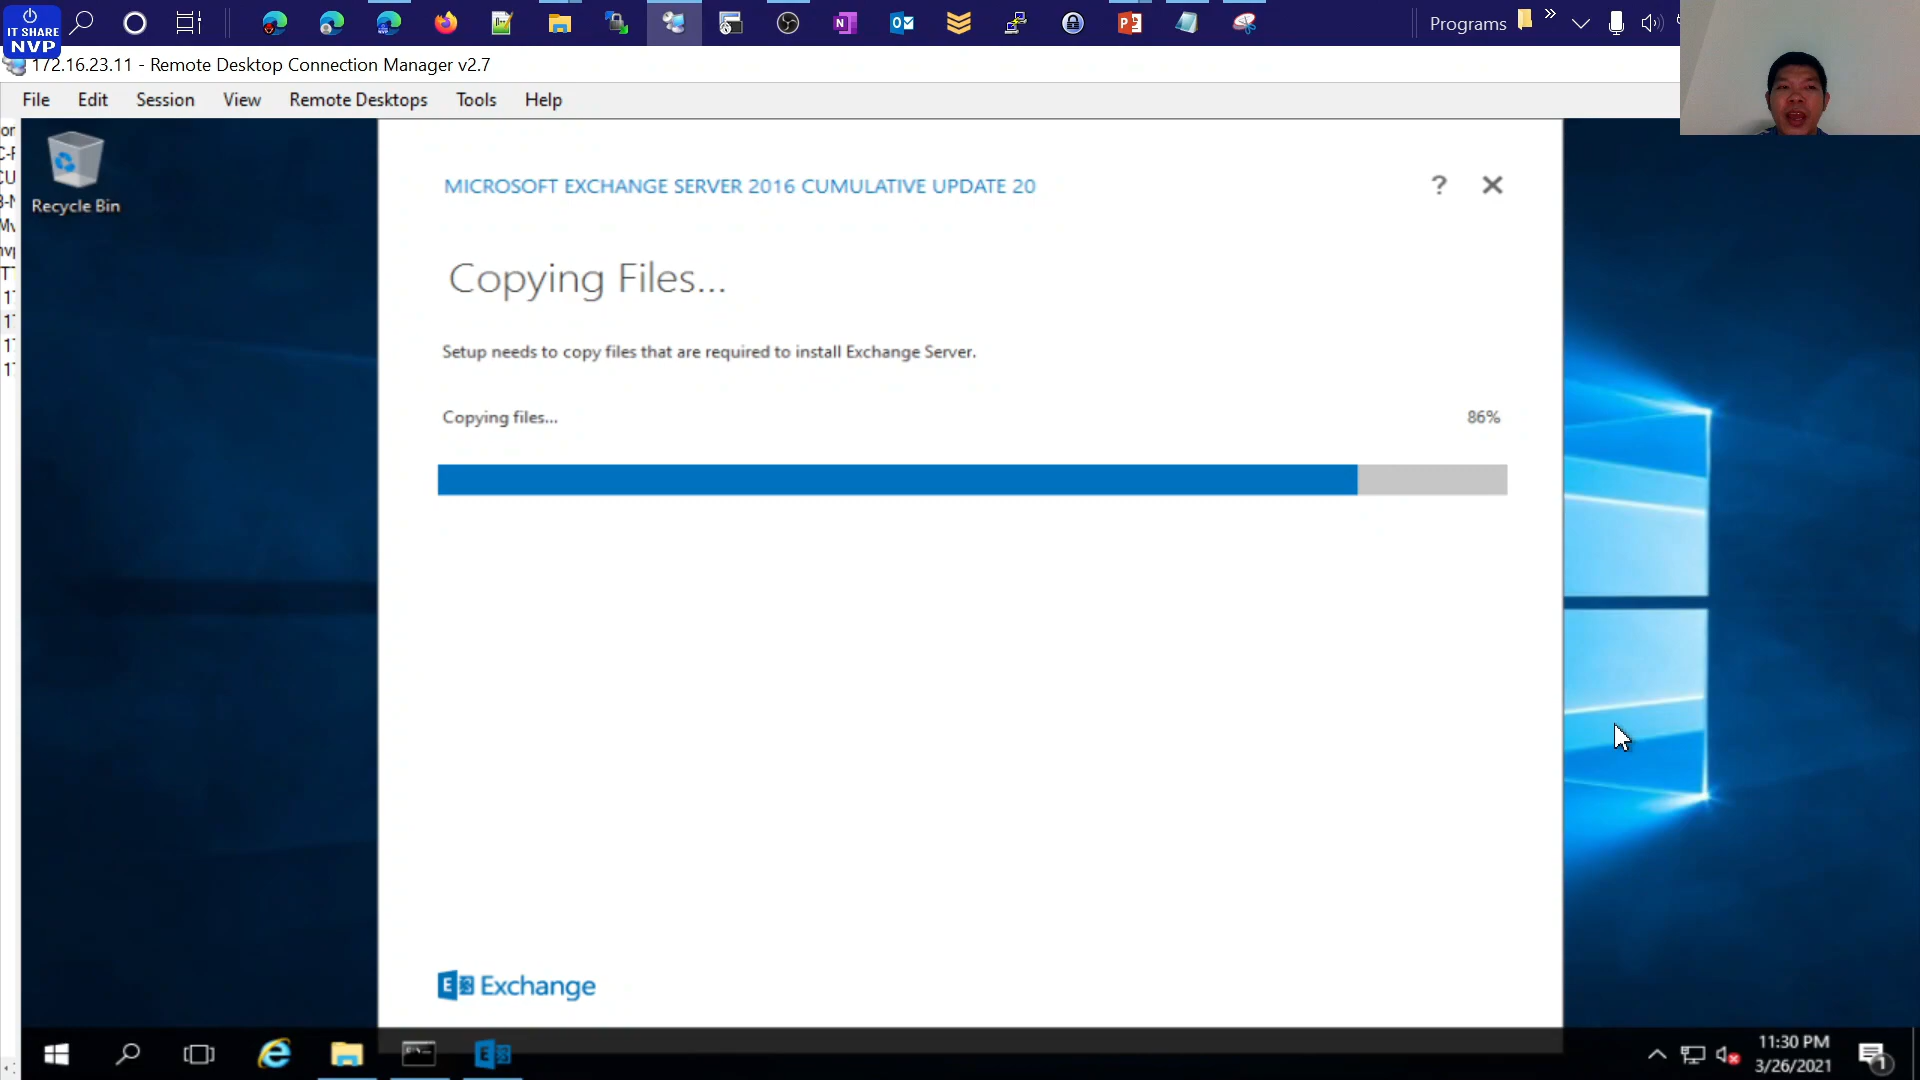 IT SHARE
NVP
Programs
172.16.23.11 - Remote Desktop Connection Manager v2.7
File Edit Session View Remote Desktops Tools Help
Recycle Bin
MICROSOFT EXCHANGE SERVER 2016 CUMULATIVE UPDATE 20
Copying Files...
Setup needs to copy files that are required to install Exchange Server.
Copying files... 86%
Exchange
11:30 PM
3/26/2021
1